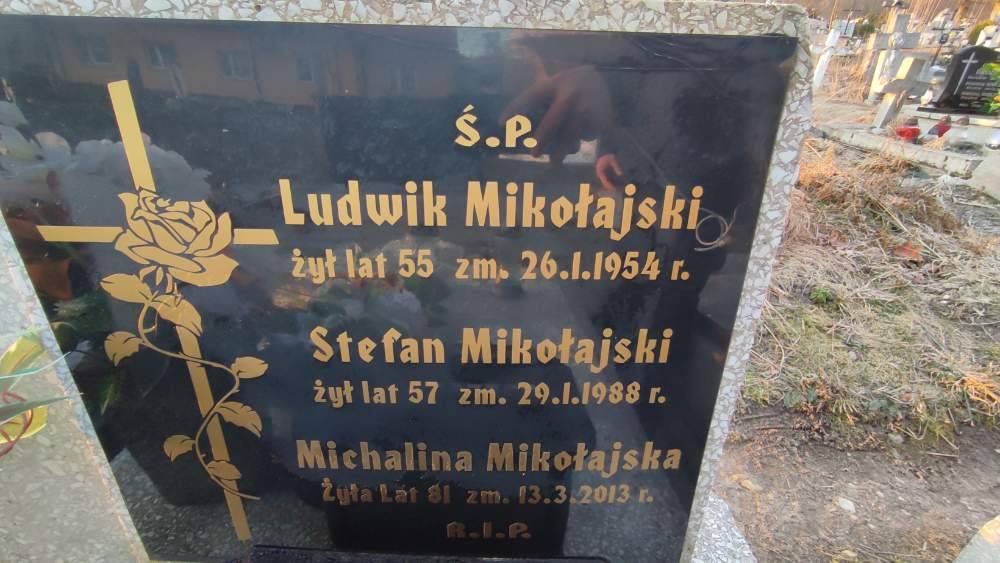 Ś.P.
Ludwik Mikołajski
żył lat 55 zm. 26.1.1954 r.
Stefan Mikołajski
żył lat 57 zm. 29.1.1988 r.
Michalina Mikołajska
Żyła Lat 81 zm. 13.3.2013 r.
R.I.P.